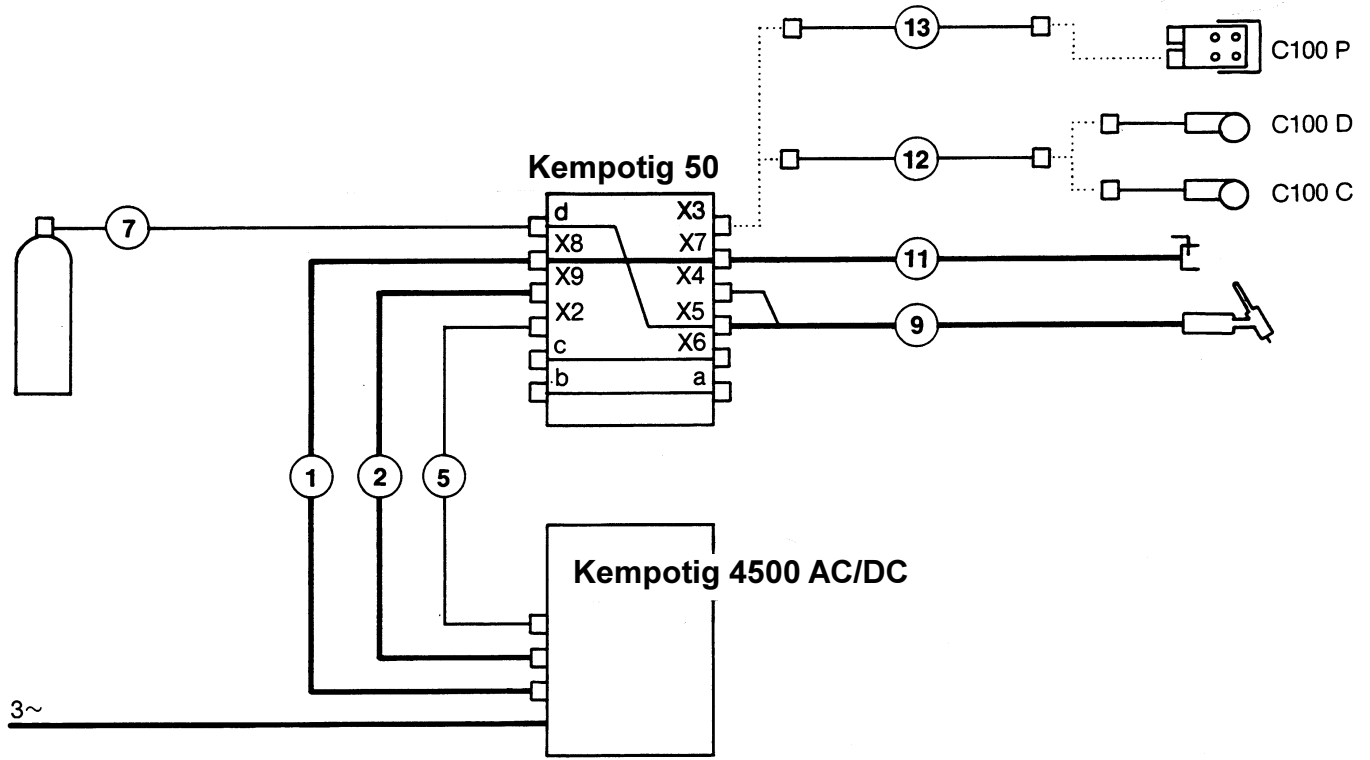 13
C100 P
C100 D
12
Kempotig 50
C100 C
7
d X3
X8 X7
11
X9 X4
X2 X5
9
c X6
b a
1 2 5
Kempotig 4500 AC/DC
3~